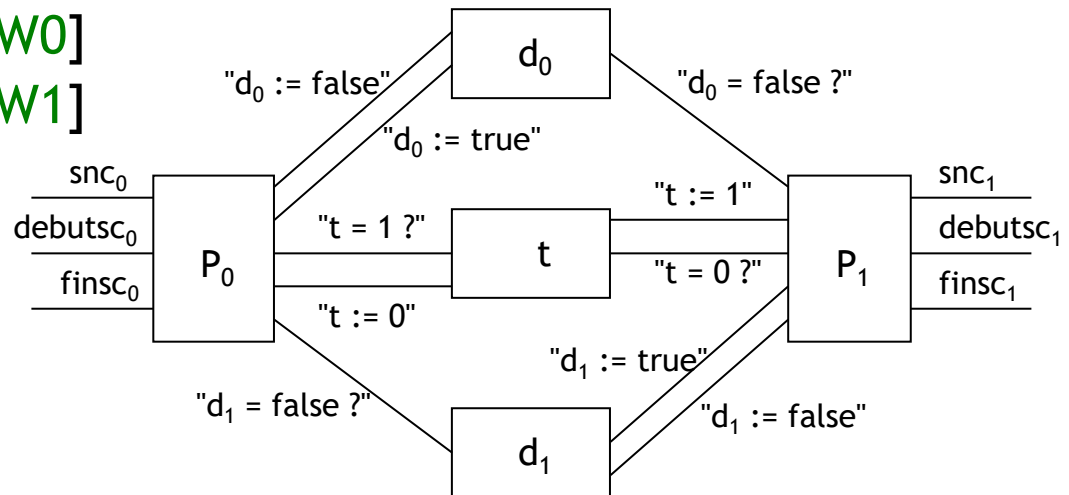 W0]
W1]
d₀
"d₀ := false"
"d₀ = false ?"
"d₀ := true"
snc₀
snc₁
"t := 1"
debutsc₀
"t = 1 ?"
t
debutsc₁
P₀
"t = 0 ?"
P₁
finsc₀
finsc₁
"t := 0"
"d₁ := true"
"d₁ = false ?"
"d₁ := false"
d₁